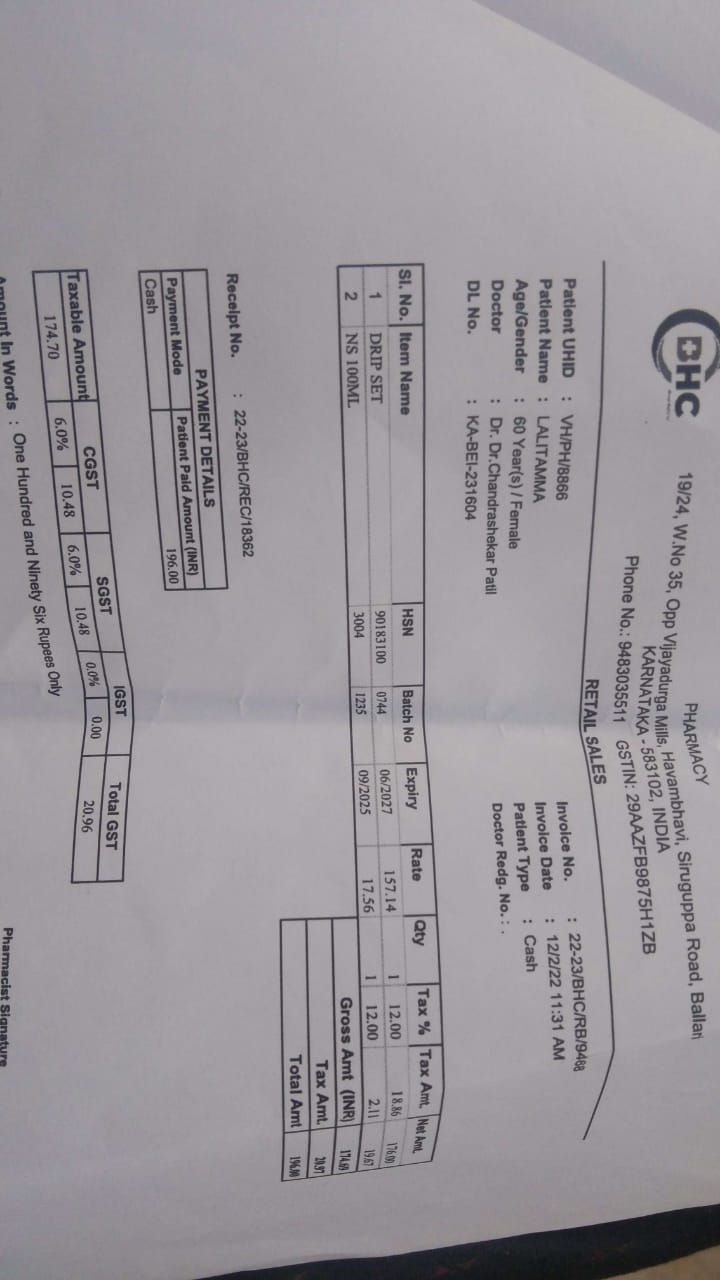 BHC
PHARMACY
19/24, W.No 35, Opp Vijayadurga Mills, Havambhavi, Siruguppa Road, Ballari
KARNATAKA - 583102, INDIA
Phone No.: 9483035511 GSTIN: 29AAZFB9875H1ZB
RETAIL SALES
Patient UHID : VH/PH/8866
Patient Name : LALITAMMA
Age/Gender : 60 Year(s) / Female
Doctor : Dr. Dr.Chandrashekar Patil
DL No. : KA-BEI-231604
Invoice No. : 22-23/BHC/RB/9468
Invoice Date : 12/2/22 11:31 AM
Patient Type : Cash
Doctor Redg. No. : .
Sl. No. Item Name HSN Batch No Expiry Rate Qty Tax % Tax Amt. Net Amt.
1 DRIP SET 90183100 0744 06/2027 157.14 1 12.00 18.86 176.00
2 NS 100ML 3004 1235 09/2025 17.56 1 12.00 2.11 19.67
Gross Amt (INR) 174.69
Tax Amt. 20.97
Total Amt 196.00
Receipt No. : 22-23/BHC/REC/18362
PAYMENT DETAILS
Payment Mode Patient Paid Amount (INR)
Cash 196.00
Taxable Amount CGST SGST IGST Total GST
174.70 6.0% 10.48 6.0% 10.48 0.0% 0.00 20.96
Amount In Words : One Hundred and Ninety Six Rupees Only
Pharmacist Signature